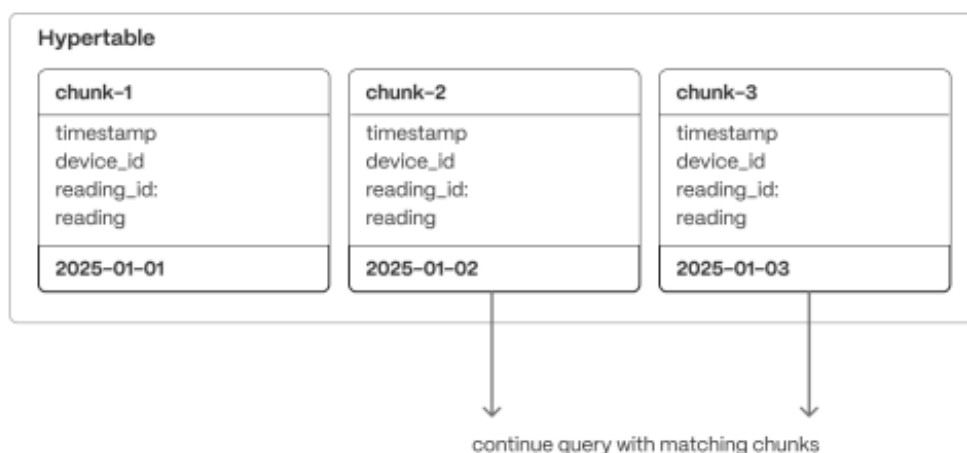 Hypertable
chunk-1
timestamp
device_id
reading_id:
reading
2025-01-01
chunk-2
timestamp
device_id
reading_id:
reading
2025-01-02
chunk-3
timestamp
device_id
reading_id:
reading
2025-01-03
continue query with matching chunks